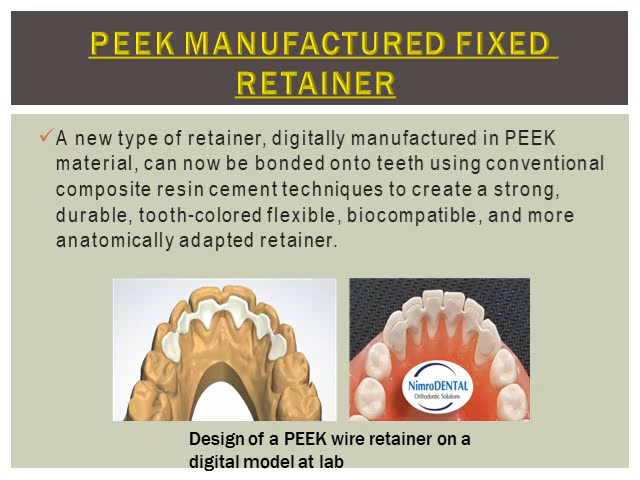 PEEK MANUFACTURED FIXED
RETAINER
✓ A new type of retainer, digitally manufactured in PEEK
material, can now be bonded onto teeth using conventional
composite resin cement techniques to create a strong,
durable, tooth-colored flexible, biocompatible, and more
anatomically adapted retainer.
NimroDENTAL
Orthodontic Solutions
Design of a PEEK wire retainer on a
digital model at lab